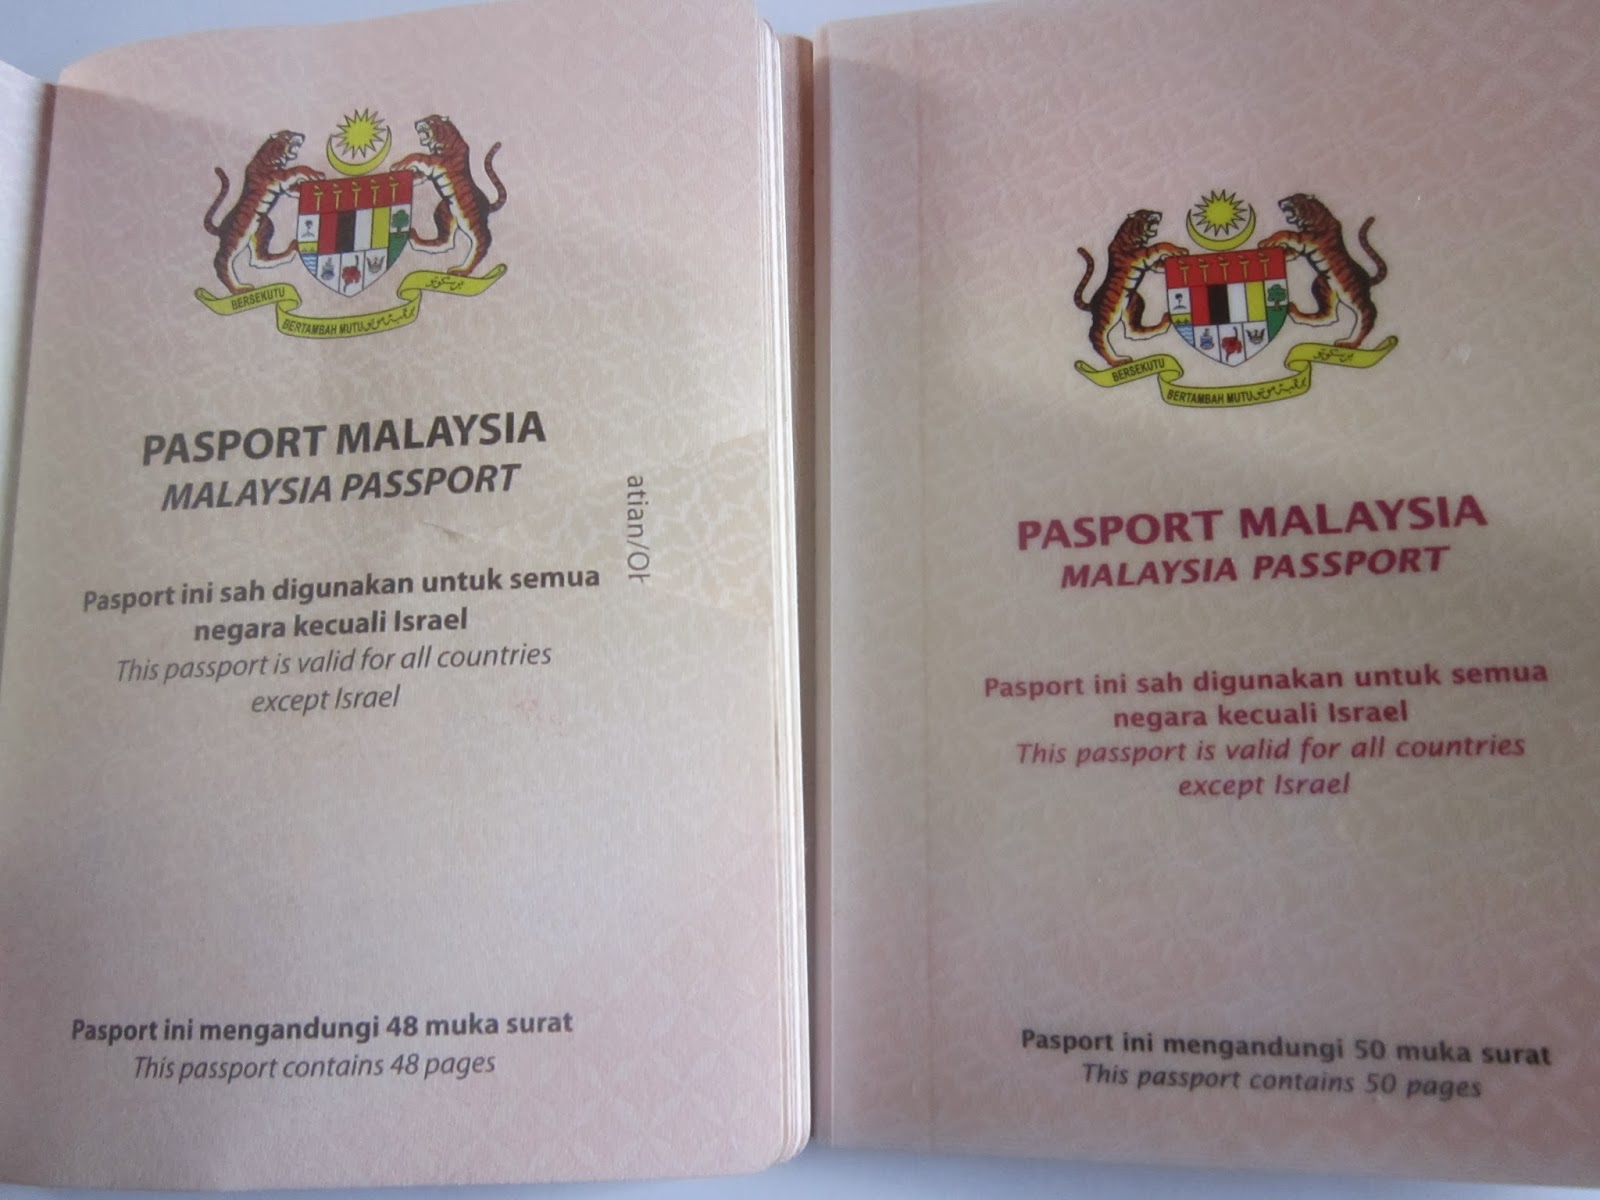 BERSEKUTU
BERTAMBAH MUTU
PASPORT MALAYSIA
MALAYSIA PASSPORT
Pasport ini sah digunakan untuk semua
negara kecuali Israel
This passport is valid for all countries
except Israel
atian/Ob
Pasport ini mengandungi 48 muka surat
This passport contains 48 pages
BERSEKUTU
BERTAMBAH MUTU
PASPORT MALAYSIA
MALAYSIA PASSPORT
Pasport ini sah digunakan untuk semua
negara kecuali Israel
This passport is valid for all countries
except Israel
Pasport ini mengandungi 50 muka surat
This passport contains 50 pages